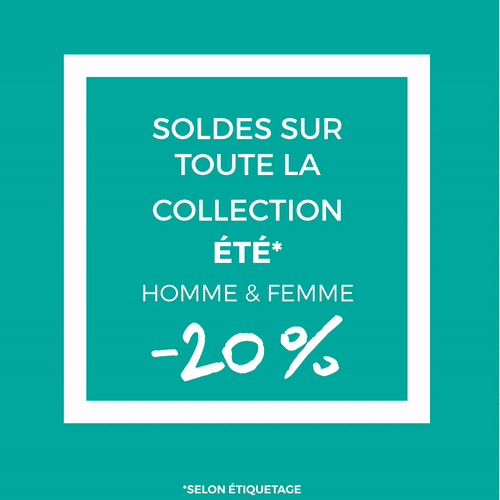 SOLDES SUR
TOUTE LA
COLLECTION
ÉTÉ*
HOMME & FEMME
-20%
*SELON ÉTIQUETAGE